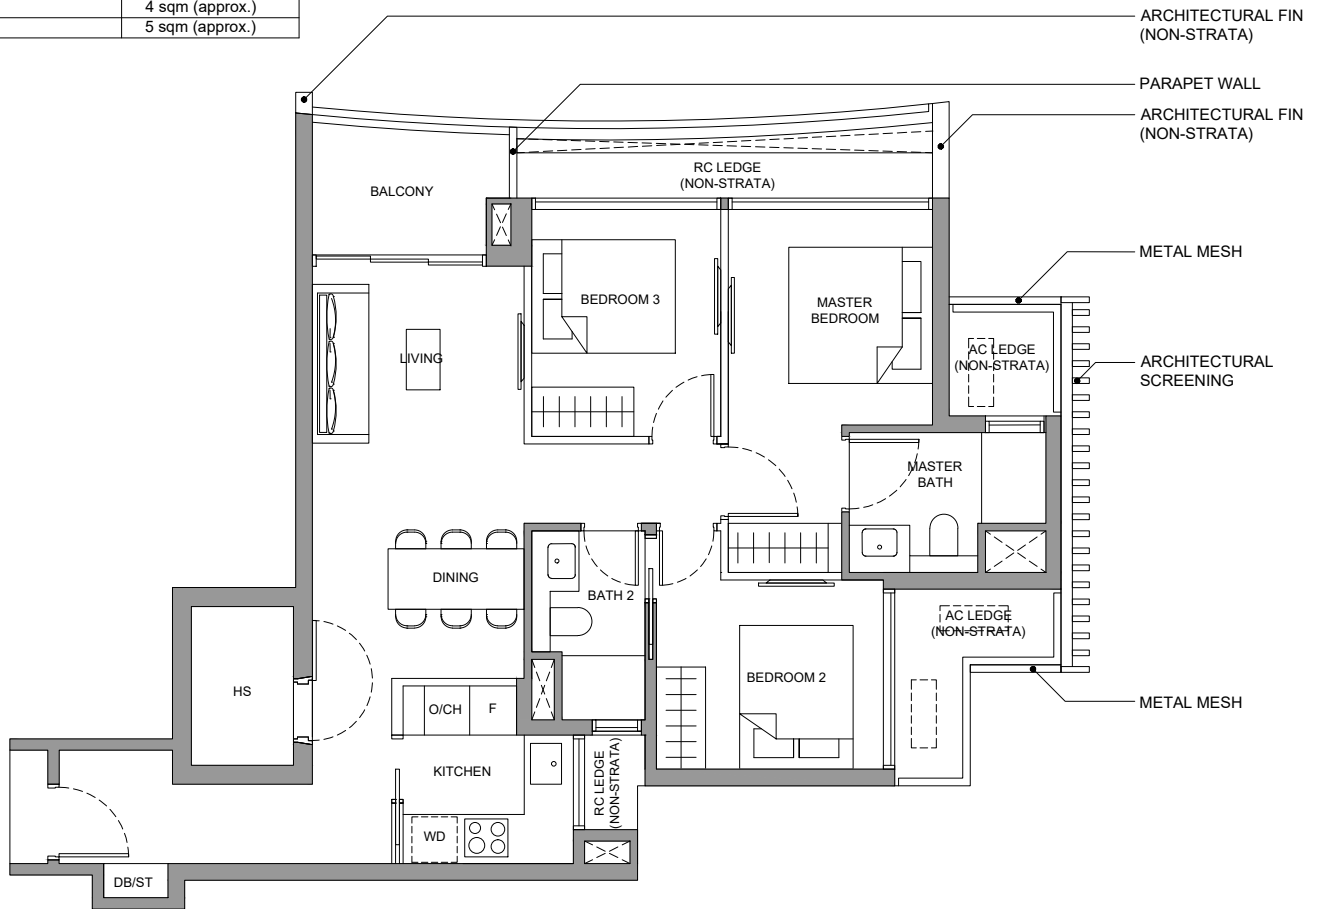 4 sqm (approx.)
5 sqm (approx.)
ARCHITECTURAL FIN
(NON-STRATA)
PARAPET WALL
ARCHITECTURAL FIN
(NON-STRATA)
RC LEDGE
(NON-STRATA)
BALCONY
METAL MESH
BEDROOM 3
MASTER
BEDROOM
LIVING
AC LEDGE
(NON-STRATA)
ARCHITECTURAL
SCREENING
MASTER
BATH
DINING
BATH 2
AC LEDGE
(NON-STRATA)
HS
BEDROOM 2
O/CH
F
METAL MESH
KITCHEN
RC LEDGE
(NON-STRATA)
WD
DB/ST